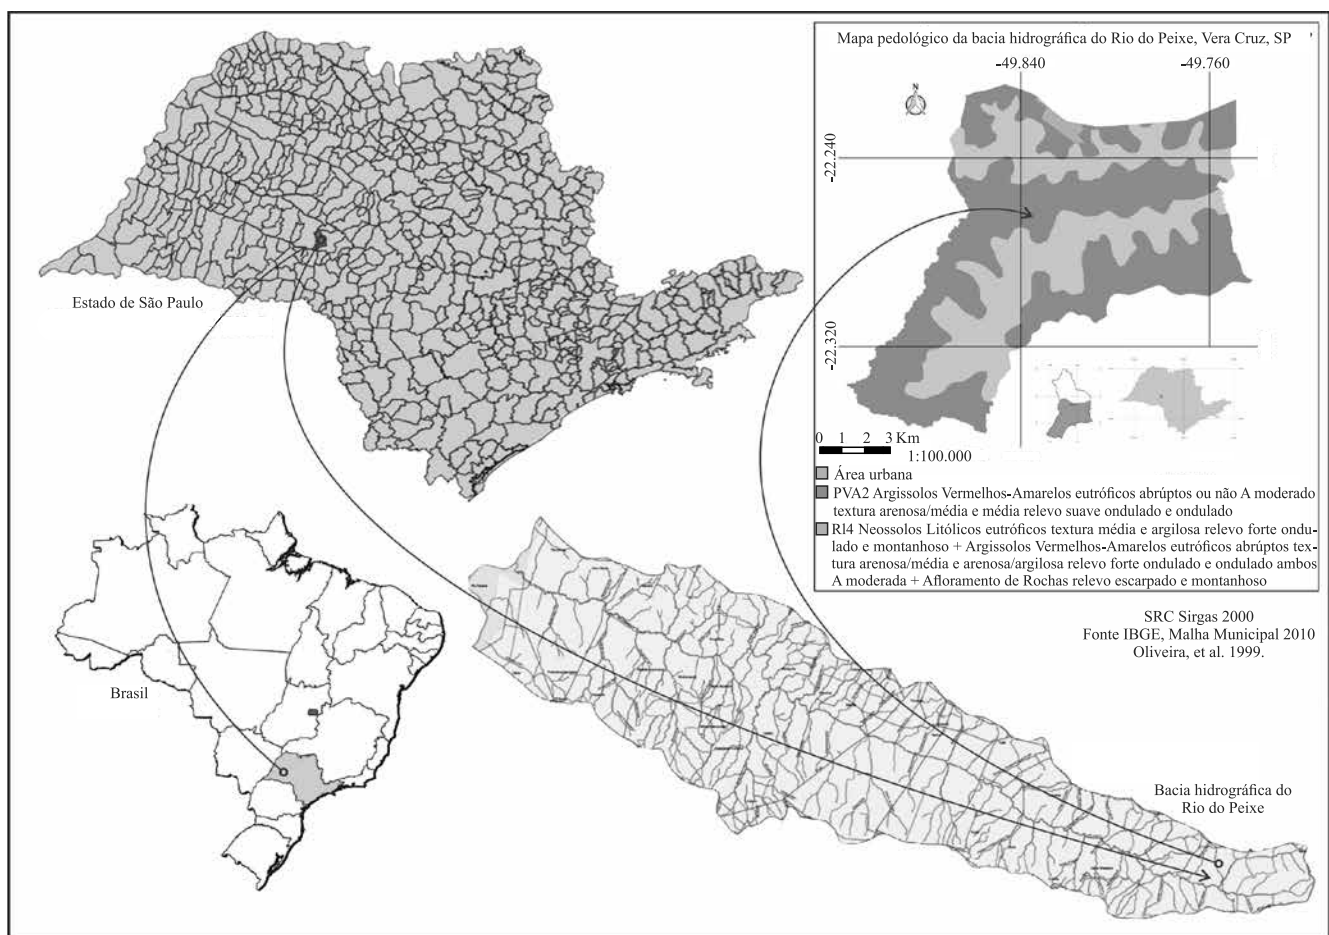 Mapa pedológico da bacia hidrográfica do Rio do Peixe, Vera Cruz, SP
-49.840
-49.760
N
-22.240
-22.320
0 1 2 3 Km
1:100.000
Área urbana
PVA2 Argissolos Vermelhos-Amarelos eutróficos abrúptos ou não A moderado
textura arenosa/média e média relevo suave ondulado e ondulado
Rl4 Neossolos Litólicos eutróficos textura média e argilosa relevo forte ondu-
lado e montanhoso + Argissolos Vermelhos-Amarelos eutróficos abrúptos tex-
tura arenosa/média e arenosa/argilosa relevo forte ondulado e ondulado ambos
A moderada + Afloramento de Rochas relevo escarpado e montanhoso
Estado de São Paulo
SRC Sirgas 2000
Fonte IBGE, Malha Municipal 2010
Oliveira, et al. 1999.
Brasil
Bacia hidrográfica do
Rio do Peixe